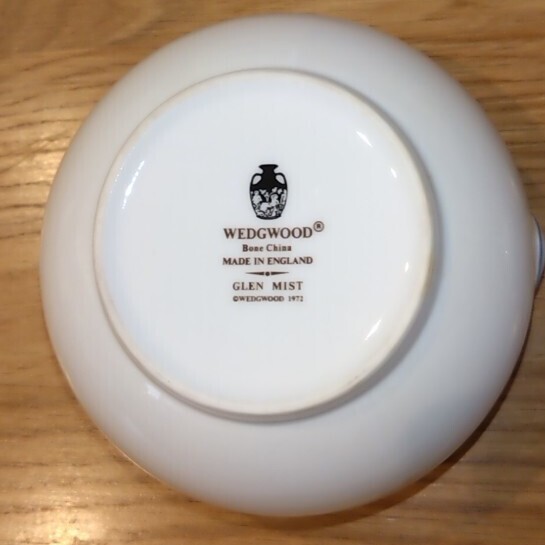 WEDGWOOD®
Bone China
MADE IN ENGLAND
GLEN MIST
©WEDGWOOD 1972